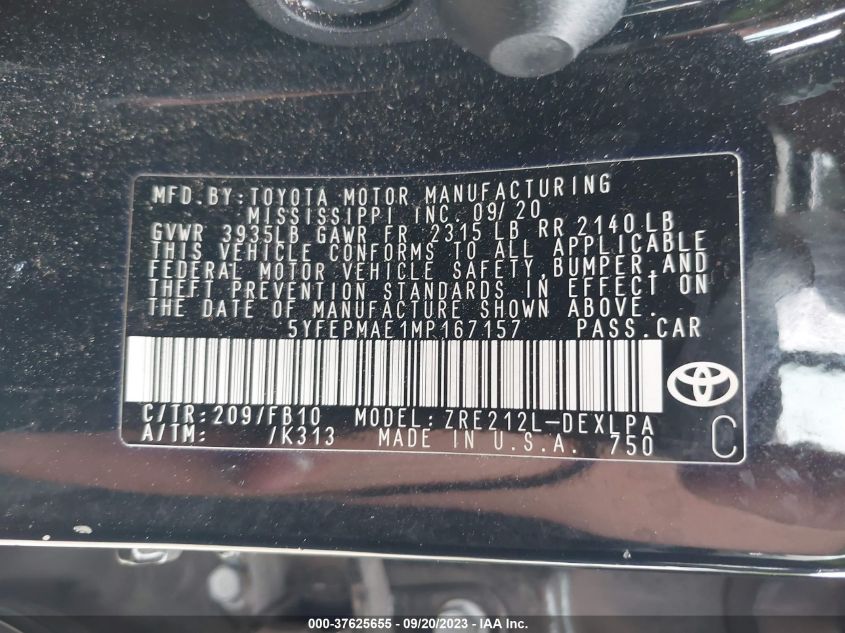 MFD. BY: TOYOTA MOTOR MANUFACTURING
MISSISSIPPI INC. 09/20
GVWR 3935LB GAWR FR 2315 LB RR 2140 LB
THIS VEHICLE CONFORMS TO ALL APPLICABLE
FEDERAL MOTOR VEHICLE SAFETY, BUMPER, AND
THEFT PREVENTION STANDARDS IN EFFECT ON
THE DATE OF MANUFACTURE SHOWN ABOVE.
5YFEPMAE1MP167157 PASS. CAR
C/TR: 209/FB10 MODEL: ZRE212L-DEXLPA
A/TM: /K313 MADE IN U.S.A. 750 C
000-37625655 - 09/20/2023 - IAA Inc.